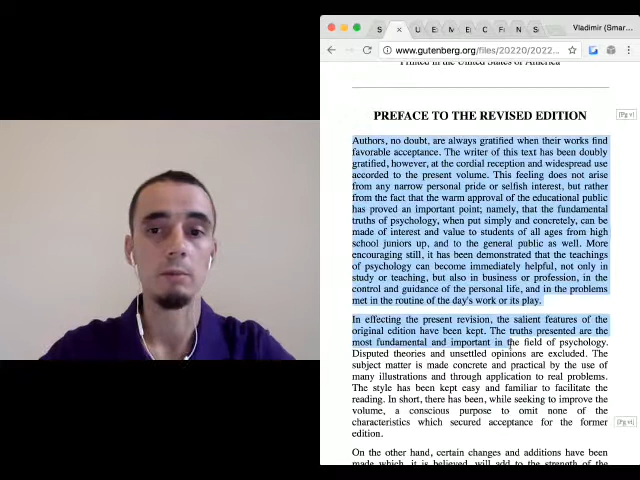 S
U
E
M
E
C
F
N
S
Vladimir (Smar...
www.gutenberg.org/files/20220/2022...
Printed in the United States of America
PREFACE TO THE REVISED EDITION
[Pg v]
Authors, no doubt, are always gratified when their works find
favorable acceptance. The writer of this text has been doubly
gratified, however, at the cordial reception and widespread use
accorded to the present volume. This feeling does not arise
from any narrow personal pride or selfish interest, but rather
from the fact that the warm approval of the educational public
has proved an important point; namely, that the fundamental
truths of psychology, when put simply and concretely, can be
made of interest and value to students of all ages from high
school juniors up, and to the general public as well. More
encouraging still, it has been demonstrated that the teachings
of psychology can become immediately helpful, not only in
study or teaching, but also in business or profession, in the
control and guidance of the personal life, and in the problems
met in the routine of the day's work or its play.
In effecting the present revision, the salient features of the
original edition have been kept. The truths presented are the
most fundamental and important in the field of psychology.
Disputed theories and unsettled opinions are excluded. The
subject matter is made concrete and practical by the use of
many illustrations and through application to real problems.
The style has been kept easy and familiar to facilitate the
reading. In short, there has been, while seeking to improve the
volume, a conscious purpose to omit none of the
[Pg vi]
characteristics which secured acceptance for the former
edition.
On the other hand, certain changes and additions have been
made which, it is believed, will add to the strength of the